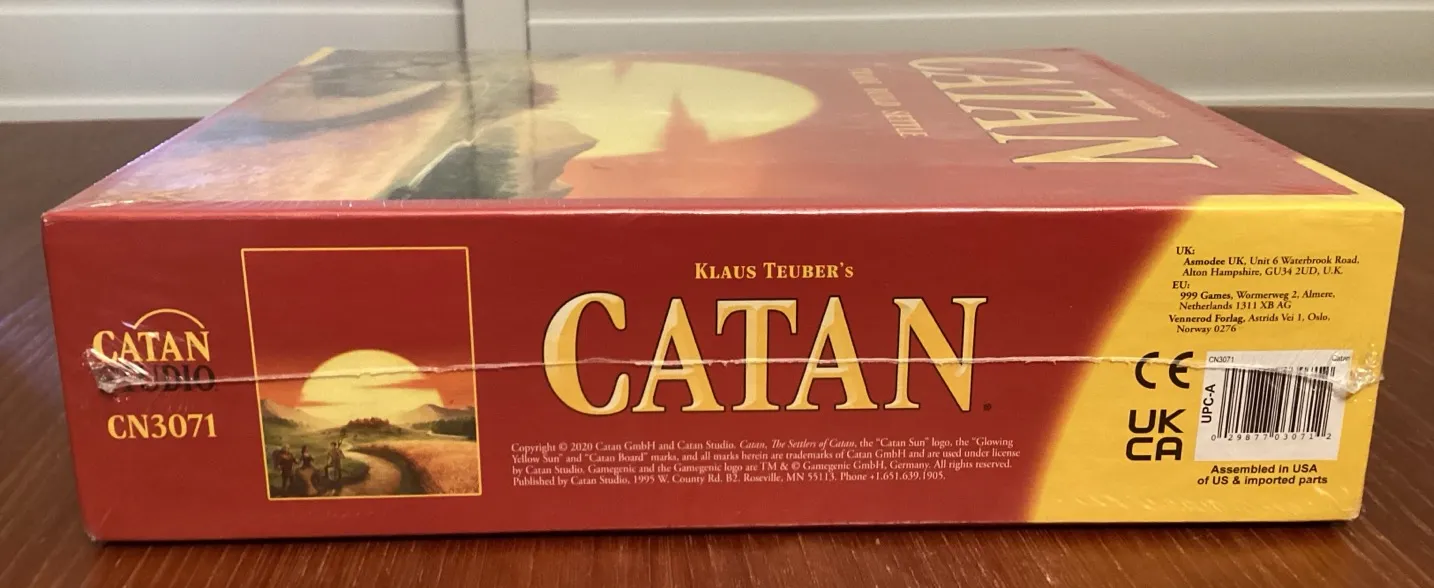 CATAN
TRADE BUILD SETTLE
CATAN
STUDIO
CN3071
KLAUS TEUBER'S
CATAN
Copyright © 2020 Catan GmbH and Catan Studio. Catan, The Settlers of Catan, the "Catan Sun" logo, the "Glowing
Yellow Sun" and "Catan Board" marks, and all marks herein are trademarks of Catan GmbH and are used under license
by Catan Studio. Gamegenic and the Gamegenic logo are TM & © Gamegenic GmbH, Germany. All rights reserved.
Published by Catan Studio, 1995 W. County Rd. B2. Roseville, MN 55113. Phone +1.651.639.1905.
UK:
Asmodee UK, Unit 6 Waterbrook Road,
Alton Hampshire, GU34 2UD, U.K.
EU:
999 Games, Wormerweg 2, Almere,
Netherlands 1311 XB AG
Vennerod Forlag, Astrids Vei 1, Oslo,
Norway 0276
CE
UK
CA
CN3071 Catan
UPC-A
0 29877 03071 2
Assembled in USA
of US & imported parts